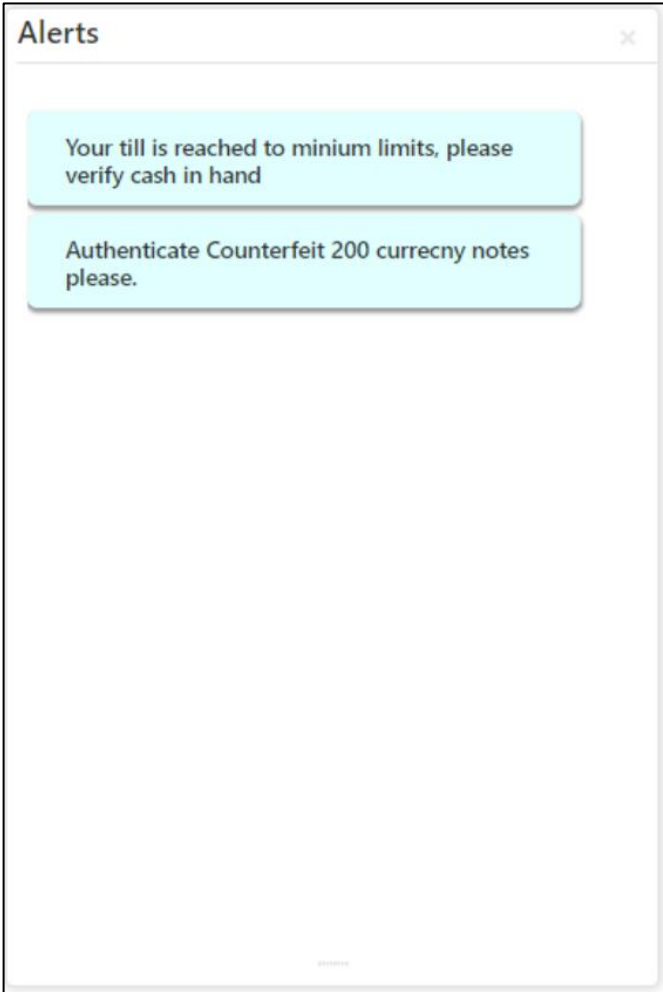 Alerts
Your till is reached to minium limits, please
verify cash in hand
Authenticate Counterfeit 200 currecny notes
please.